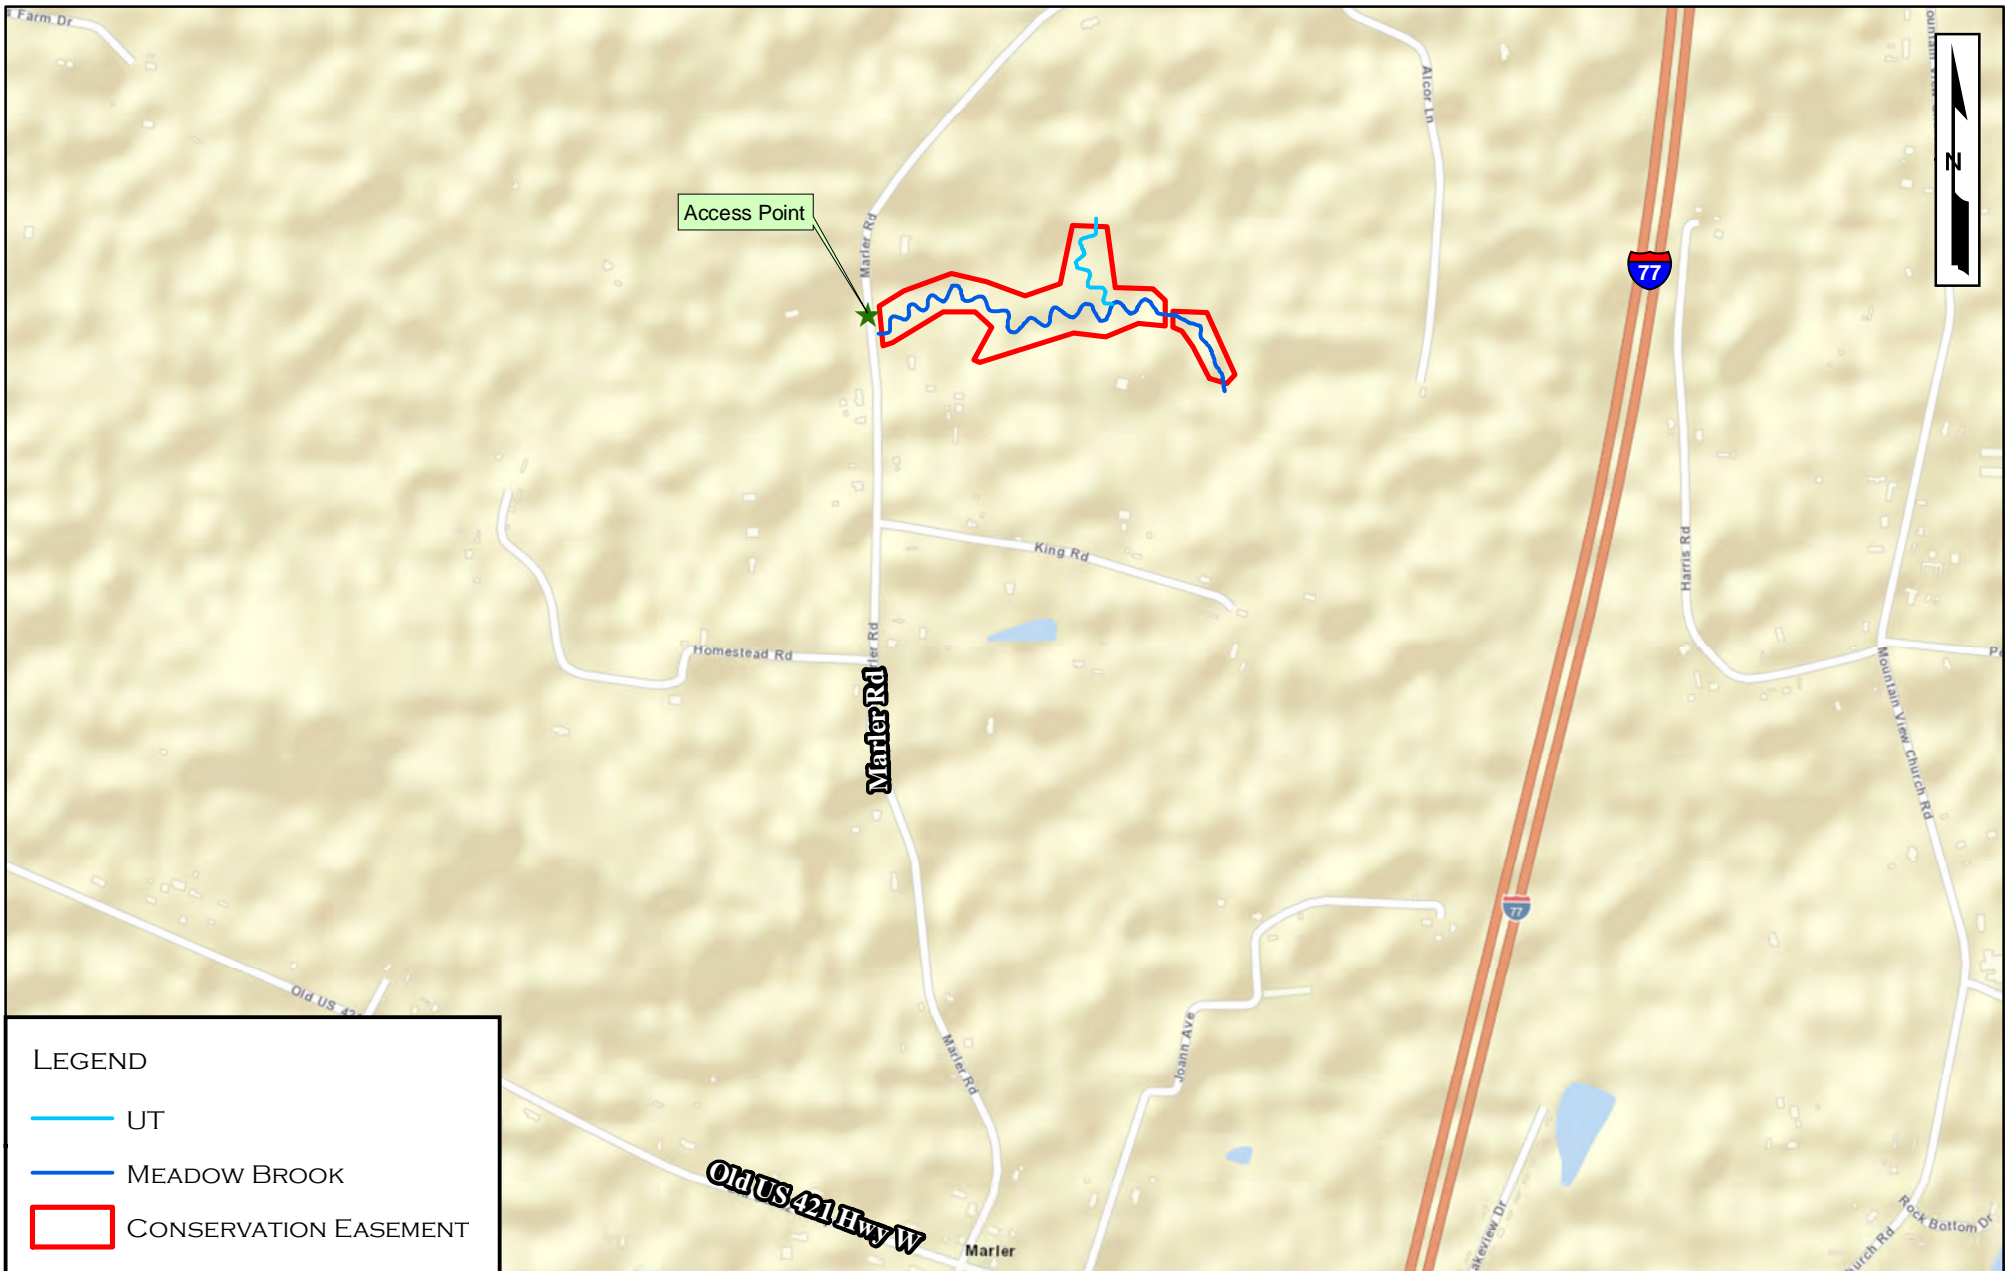 Farm Dr
Alcor Ln
N
Access Point
Marler Rd
77
King Rd
Harris Rd
Homestead Rd
Marler Rd
Mountain View Church Rd
77
Old US 421
Joann Ave
Marler Rd
Old US 421 Hwy W
Marler
Rock Bottom Dr
LEGEND
UT
MEADOW BROOK
CONSERVATION EASEMENT